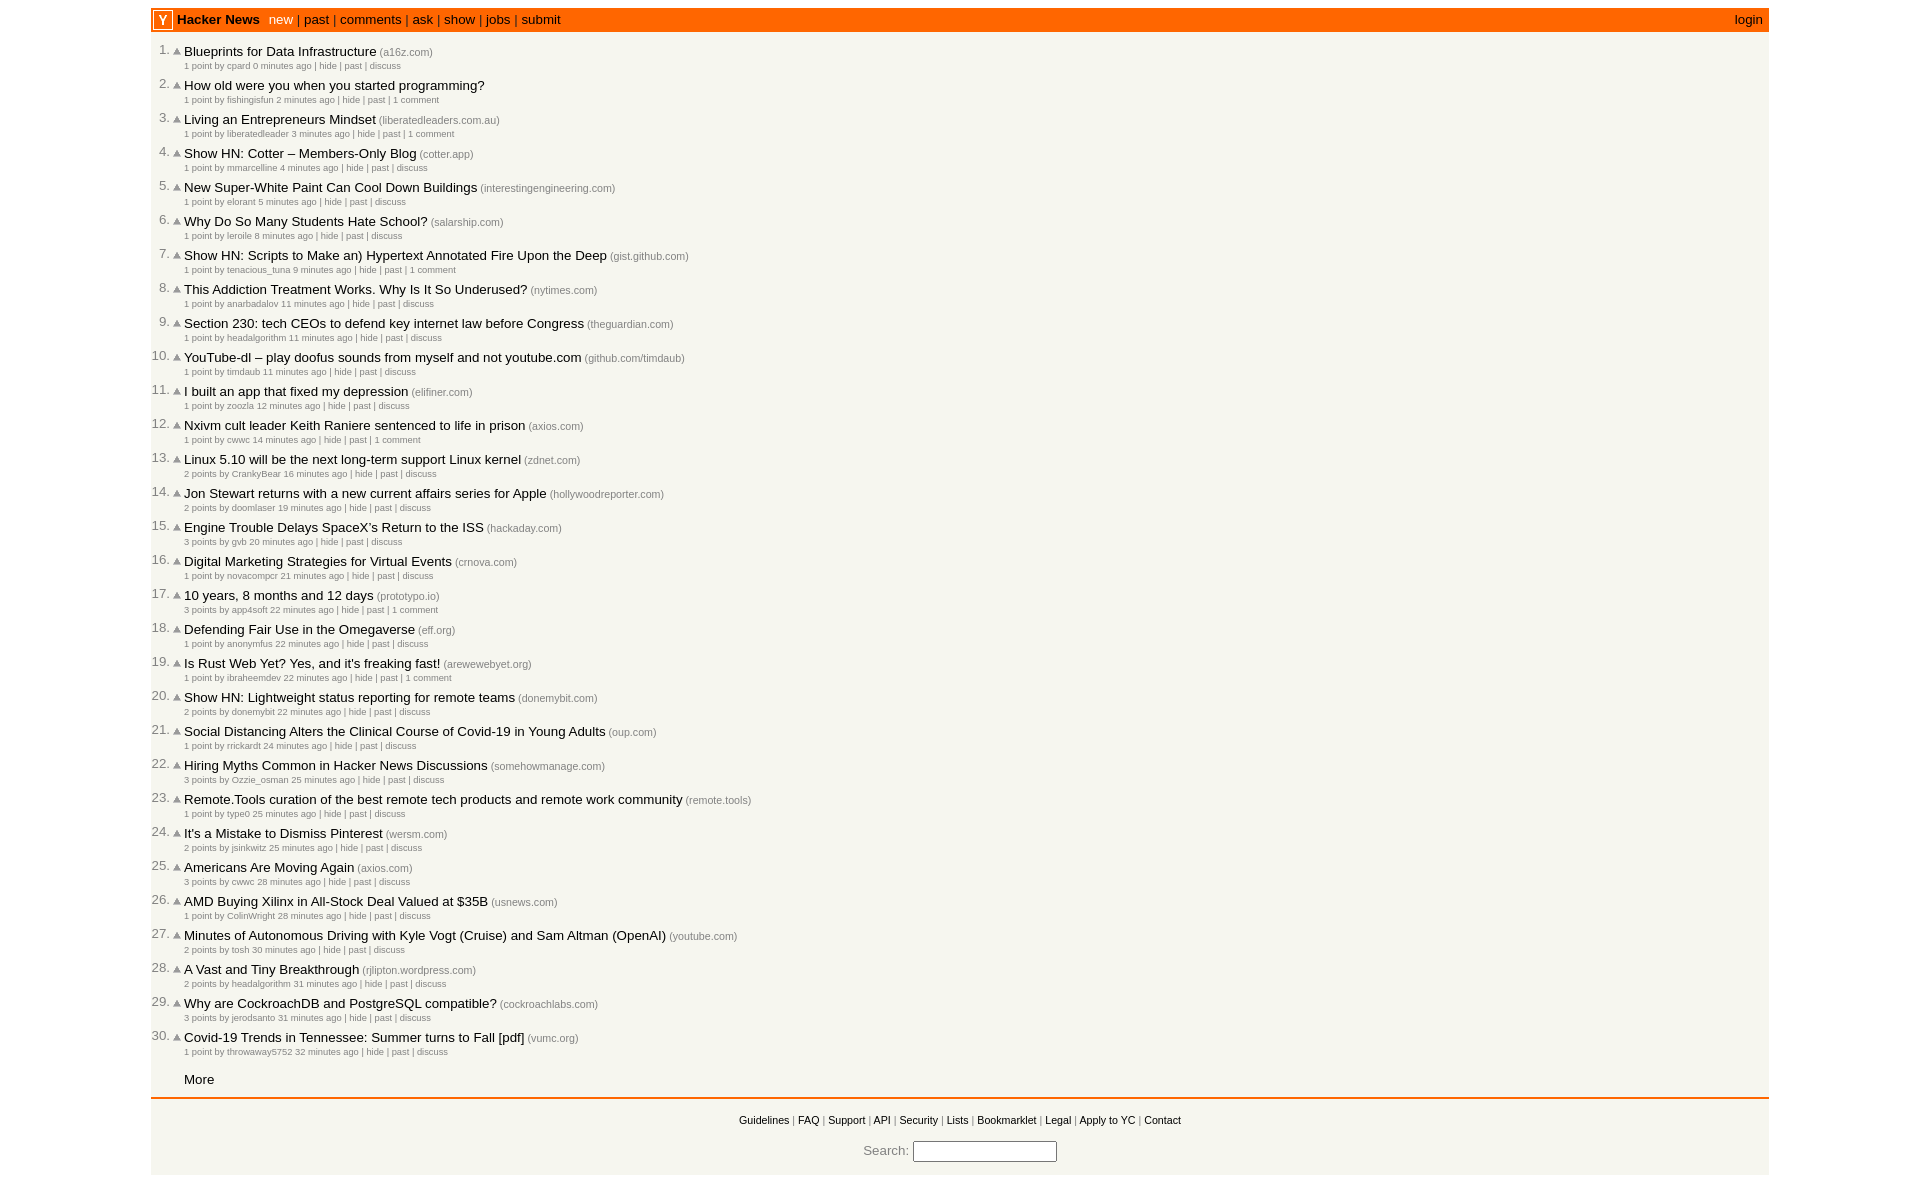 Y Hacker News new | past | comments | ask | show | jobs | submit login
1. Blueprints for Data Infrastructure (a16z.com)
1 point by cpard 0 minutes ago | hide | past | discuss
2. How old were you when you started programming?
1 point by fishingisfun 2 minutes ago | hide | past | 1 comment
3. Living an Entrepreneurs Mindset (liberatedleaders.com.au)
1 point by liberatedleader 3 minutes ago | hide | past | 1 comment
4. Show HN: Cotter – Members-Only Blog (cotter.app)
1 point by mmarcelline 4 minutes ago | hide | past | discuss
5. New Super-White Paint Can Cool Down Buildings (interestingengineering.com)
1 point by elorant 5 minutes ago | hide | past | discuss
6. Why Do So Many Students Hate School? (salarship.com)
1 point by leroile 8 minutes ago | hide | past | discuss
7. Show HN: Scripts to Make an) Hypertext Annotated Fire Upon the Deep (gist.github.com)
1 point by tenacious_tuna 9 minutes ago | hide | past | 1 comment
8. This Addiction Treatment Works. Why Is It So Underused? (nytimes.com)
1 point by anarbadalov 11 minutes ago | hide | past | discuss
9. Section 230: tech CEOs to defend key internet law before Congress (theguardian.com)
1 point by headalgorithm 11 minutes ago | hide | past | discuss
10. YouTube-dl – play doofus sounds from myself and not youtube.com (github.com/timdaub)
1 point by timdaub 11 minutes ago | hide | past | discuss
11. I built an app that fixed my depression (elifiner.com)
1 point by zoozla 12 minutes ago | hide | past | discuss
12. Nxivm cult leader Keith Raniere sentenced to life in prison (axios.com)
1 point by cwwc 14 minutes ago | hide | past | 1 comment
13. Linux 5.10 will be the next long-term support Linux kernel (zdnet.com)
2 points by CrankyBear 16 minutes ago | hide | past | discuss
14. Jon Stewart returns with a new current affairs series for Apple (hollywoodreporter.com)
2 points by doomlaser 19 minutes ago | hide | past | discuss
15. Engine Trouble Delays SpaceX’s Return to the ISS (hackaday.com)
3 points by gvb 20 minutes ago | hide | past | discuss
16. Digital Marketing Strategies for Virtual Events (crnova.com)
1 point by novacompcr 21 minutes ago | hide | past | discuss
17. 10 years, 8 months and 12 days (prototypo.io)
3 points by app4soft 22 minutes ago | hide | past | 1 comment
18. Defending Fair Use in the Omegaverse (eff.org)
1 point by anonymfus 22 minutes ago | hide | past | discuss
19. Is Rust Web Yet? Yes, and it's freaking fast! (arewewebyet.org)
1 point by ibraheemdev 22 minutes ago | hide | past | 1 comment
20. Show HN: Lightweight status reporting for remote teams (donemybit.com)
2 points by donemybit 22 minutes ago | hide | past | discuss
21. Social Distancing Alters the Clinical Course of Covid-19 in Young Adults (oup.com)
1 point by rrickardt 24 minutes ago | hide | past | discuss
22. Hiring Myths Common in Hacker News Discussions (somehowmanage.com)
3 points by Ozzie_osman 25 minutes ago | hide | past | discuss
23. Remote.Tools curation of the best remote tech products and remote work community (remote.tools)
1 point by type0 25 minutes ago | hide | past | discuss
24. It's a Mistake to Dismiss Pinterest (wersm.com)
2 points by jsinkwitz 25 minutes ago | hide | past | discuss
25. Americans Are Moving Again (axios.com)
3 points by cwwc 28 minutes ago | hide | past | discuss
26. AMD Buying Xilinx in All-Stock Deal Valued at $35B (usnews.com)
1 point by ColinWright 28 minutes ago | hide | past | discuss
27. Minutes of Autonomous Driving with Kyle Vogt (Cruise) and Sam Altman (OpenAI) (youtube.com)
2 points by tosh 30 minutes ago | hide | past | discuss
28. A Vast and Tiny Breakthrough (rjlipton.wordpress.com)
2 points by headalgorithm 31 minutes ago | hide | past | discuss
29. Why are CockroachDB and PostgreSQL compatible? (cockroachlabs.com)
3 points by jerodsanto 31 minutes ago | hide | past | discuss
30. Covid-19 Trends in Tennessee: Summer turns to Fall [pdf] (vumc.org)
1 point by throwaway5752 32 minutes ago | hide | past | discuss
More
Guidelines | FAQ | Support | API | Security | Lists | Bookmarklet | Legal | Apply to YC | Contact
Search: